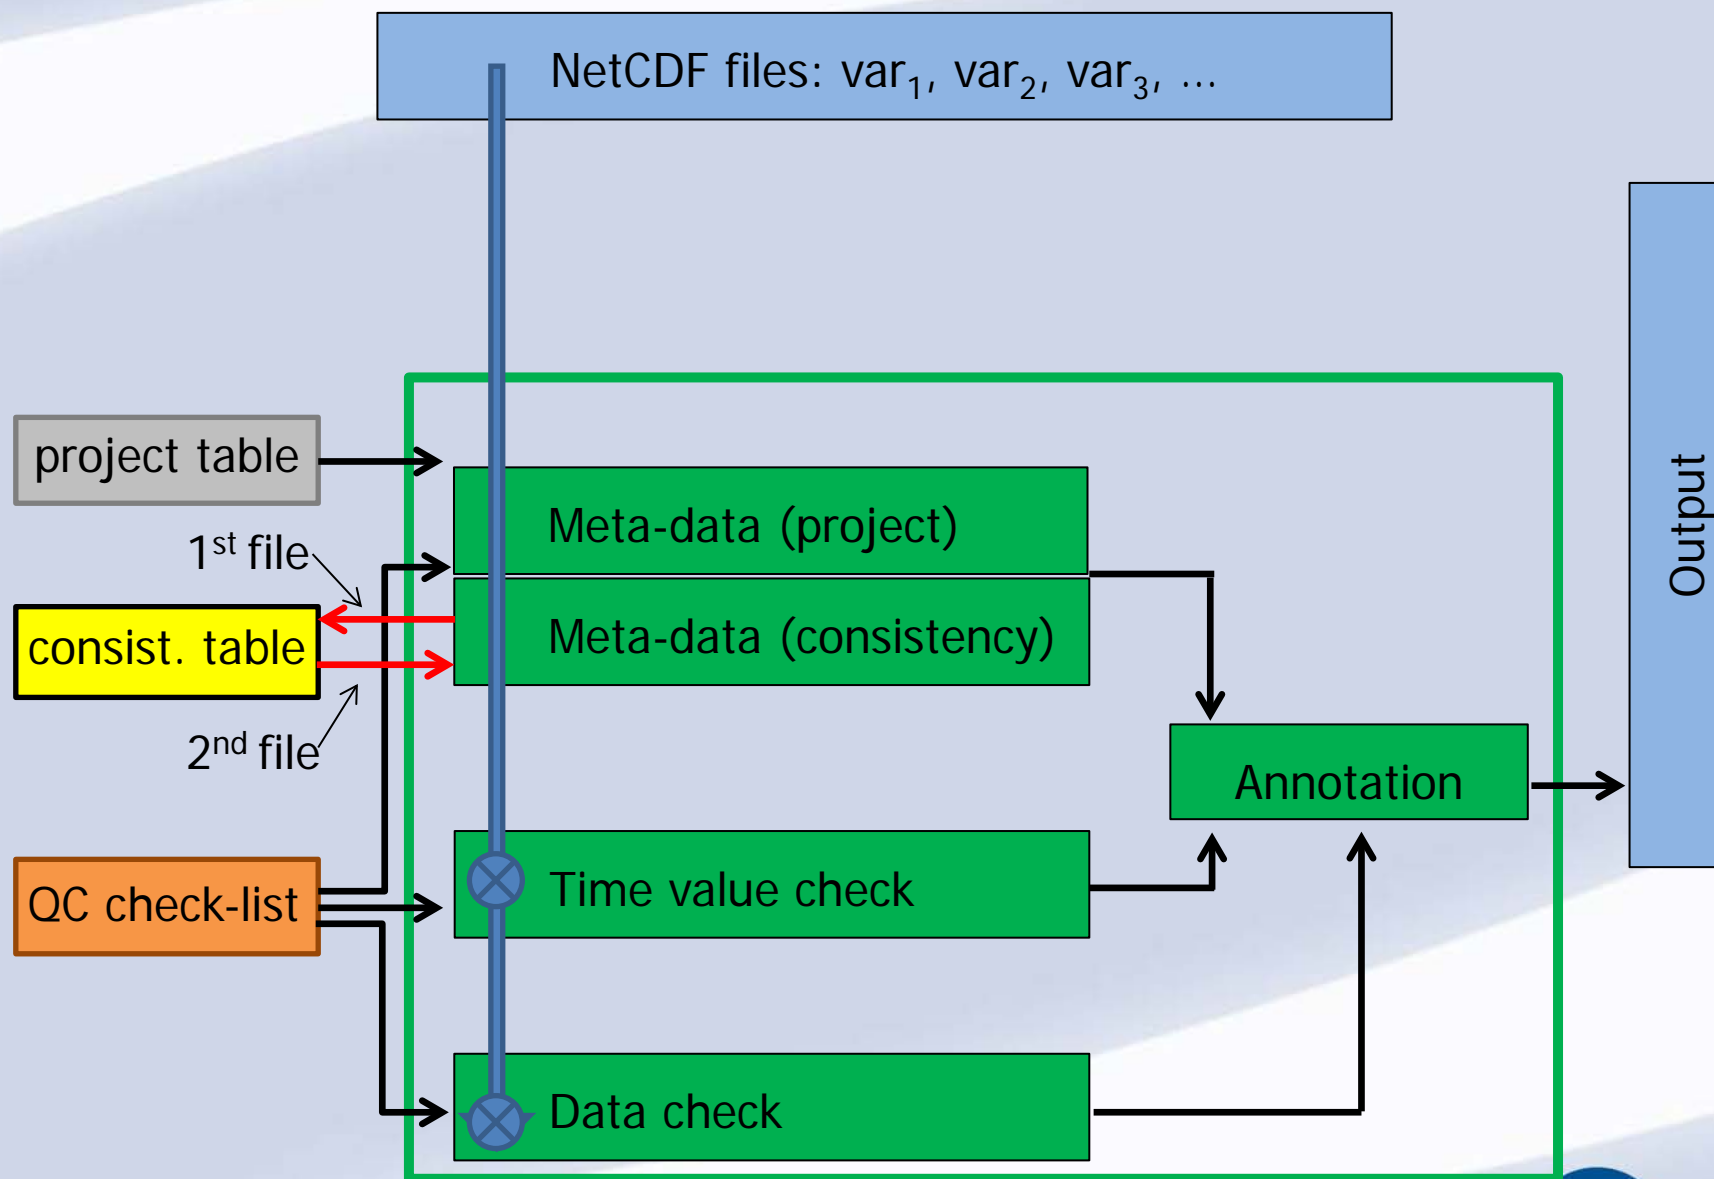 NetCDF files: var₁, var₂, var₃, ...
project table
Meta-data (project)
1st file
consist. table
Meta-data (consistency)
2nd file
Annotation
QC check-list
Time value check
Data check
Output